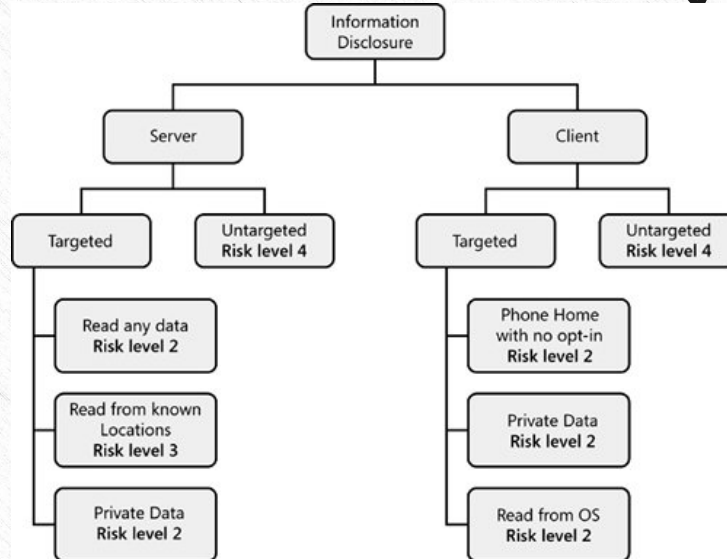 Information
Disclosure
Server
Client
Targeted
Untargeted
Risk level 4
Targeted
Untargeted
Risk level 4
Read any data
Risk level 2
Phone Home
with no opt-in
Risk level 2
Read from known
Locations
Risk level 3
Private Data
Risk level 2
Private Data
Risk level 2
Read from OS
Risk level 2